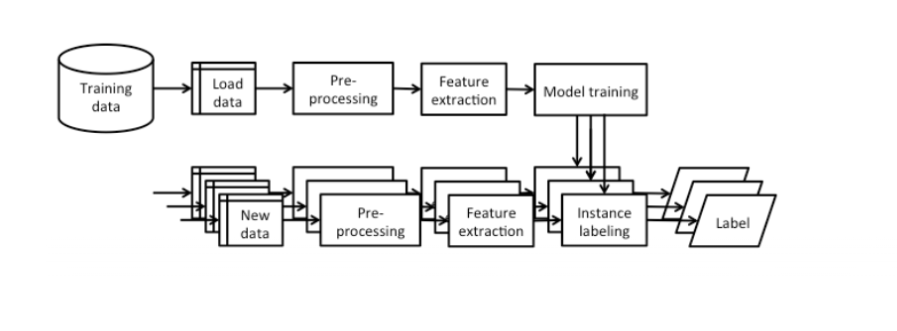 Training
data
Load
data
Pre-
processing
Feature
extraction
Model training
New
data
Pre-
processing
Feature
extraction
Instance
labeling
Label